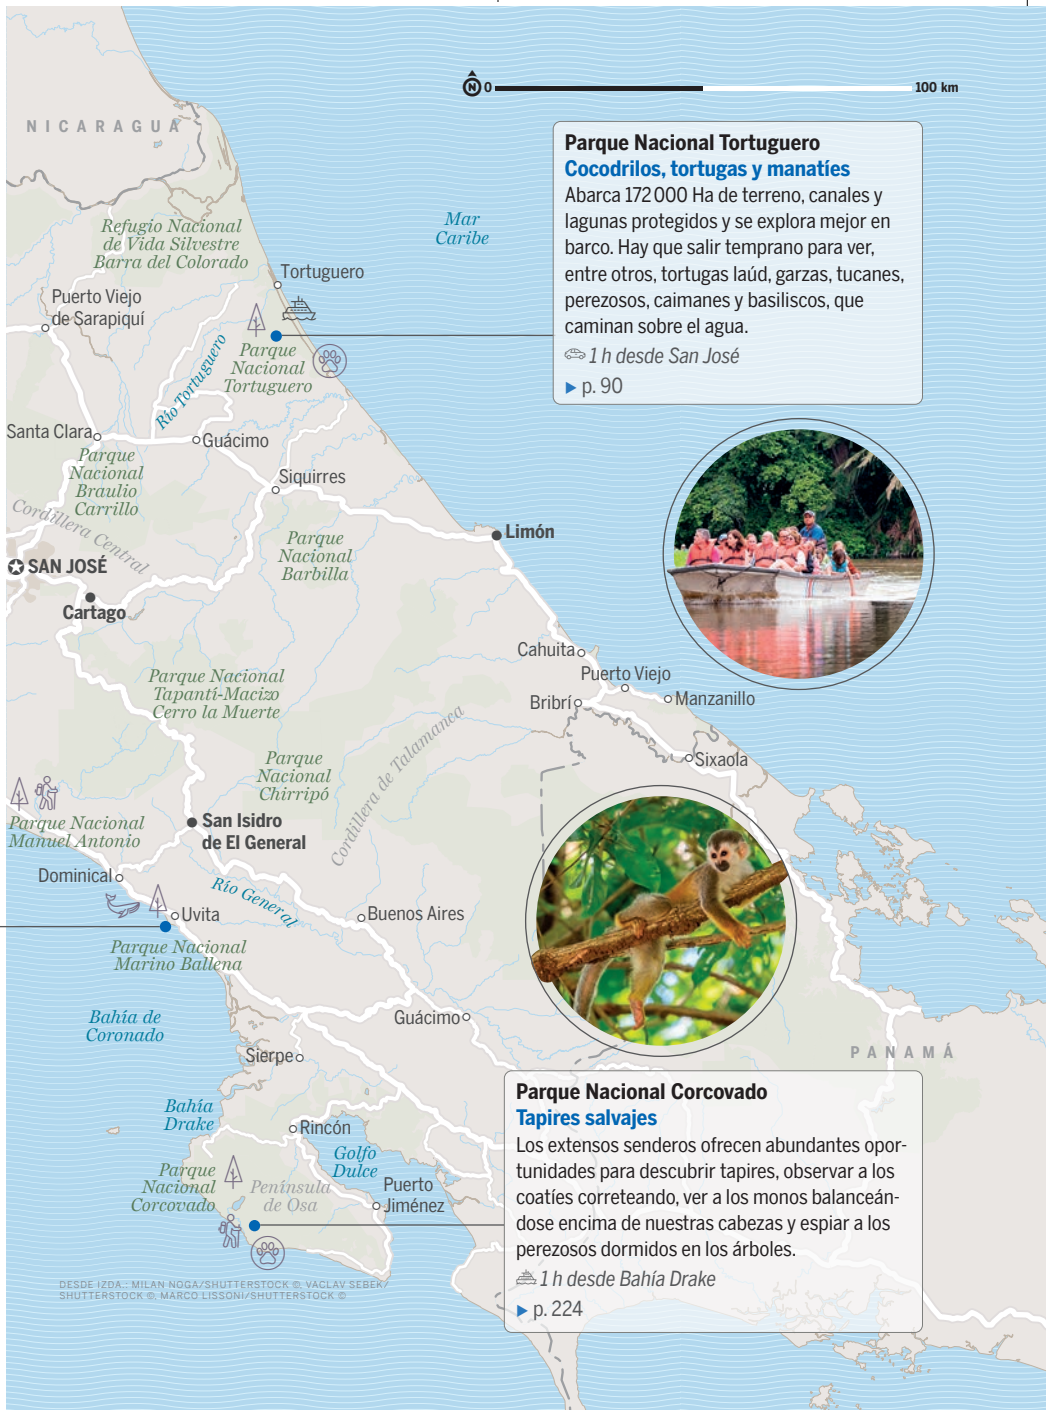 N
0
100 km
NICARAGUA
Parque Nacional Tortuguero
Cocodrilos, tortugas y manatíes
Abarca 172 000 Ha de terreno, canales y
lagunas protegidos y se explora mejor en
barco. Hay que salir temprano para ver,
entre otros, tortugas laúd, garzas, tucanes,
perezosos, caimanes y basiliscos, que
caminan sobre el agua.
1 h desde San José
▶ p. 90
Mar
Caribe
Refugio Nacional
de Vida Silvestre
Barra del Colorado
Tortuguero
Puerto Viejo
de Sarapiquí
Río Tortuguero
Parque
Nacional
Tortuguero
Santa Clara
Guácimo
Parque
Nacional
Braulio
Carrillo
Siquirres
Cordillera Central
Limón
Parque
Nacional
Barbilla
SAN JOSÉ
Cartago
Cahuita
Puerto Viejo
Bribrí
Manzanillo
Parque Nacional
Tapantí-Macizo
Cerro la Muerte
Cordillera de Talamanca
Sixaola
Parque
Nacional
Chirripó
Parque Nacional
Manuel Antonio
San Isidro
de El General
Dominical
Río General
Uvita
Buenos Aires
Parque Nacional
Marino Ballena
Bahía de
Coronado
Guácimo
Sierpe
PANAMÁ
Bahía
Drake
Rincón
Golfo
Dulce
Parque
Nacional
Corcovado
Península
de Osa
Puerto
Jiménez
Parque Nacional Corcovado
Tapires salvajes
Los extensos senderos ofrecen abundantes opor-
tunidades para descubrir tapires, observar a los
coatíes correteando, ver a los monos balanceán-
dose encima de nuestras cabezas y espiar a los
perezosos dormidos en los árboles.
1 h desde Bahía Drake
▶ p. 224
DESDE IZDA.: MILAN NOGA/SHUTTERSTOCK ©, VACLAV SEBEK/
SHUTTERSTOCK ©, MARCO LISSONI/SHUTTERSTOCK ©